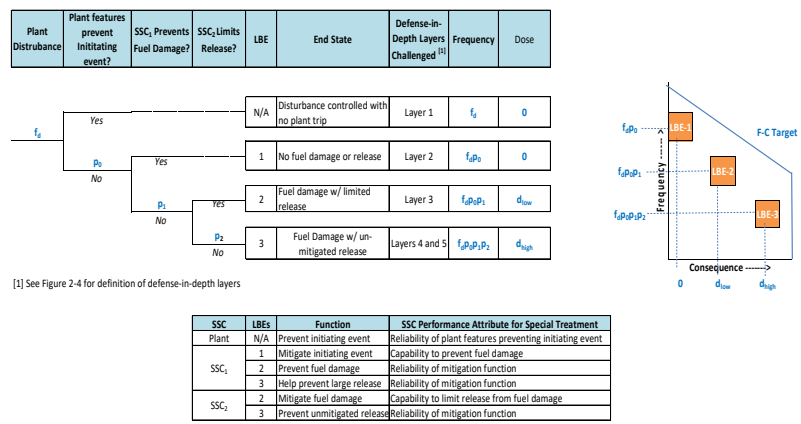 Plant Distrubance
Plant features prevent Inititating event?
SSC1 Prevents Fuel Damage?
SSC2 Limits Release?
LBE
End State
Defense-in-Depth Layers Challenged [1]
Frequency
Dose
fd
Yes
N/A
Disturbance controlled with no plant trip
Layer 1
fd
0
p0
No
Yes
1
No fuel damage or release
Layer 2
fdp0
0
p1
No
Yes
2
Fuel damage w/ limited release
Layer 3
fdp0p1
dlow
p2
No
3
Fuel Damage w/ un-mitigated release
Layers 4 and 5
fdp0p1p2
dhigh
[1] See Figure 2-4 for definition of defense-in-depth layers
F-C Target
fdp0
LBE-1
fdp0p1
LBE-2
fdp0p1p2
LBE-3
Frequency ----->
Consequence ------->
0
dlow
dhigh
SSC LBEs Function SSC Performance Attribute for Special Treatment
Plant N/A Prevent initiating event Reliability of plant features preventing initiating event
SSC1
1 Mitigate initiating event Capability to prevent fuel damage
2 Prevent fuel damage Reliability of mitigation function
3 Help prevent large release Reliability of mitigation function
SSC2
2 Mitigate fuel damage Capability to limit release from fuel damage
3 Prevent unmitigated release Reliability of mitigation function